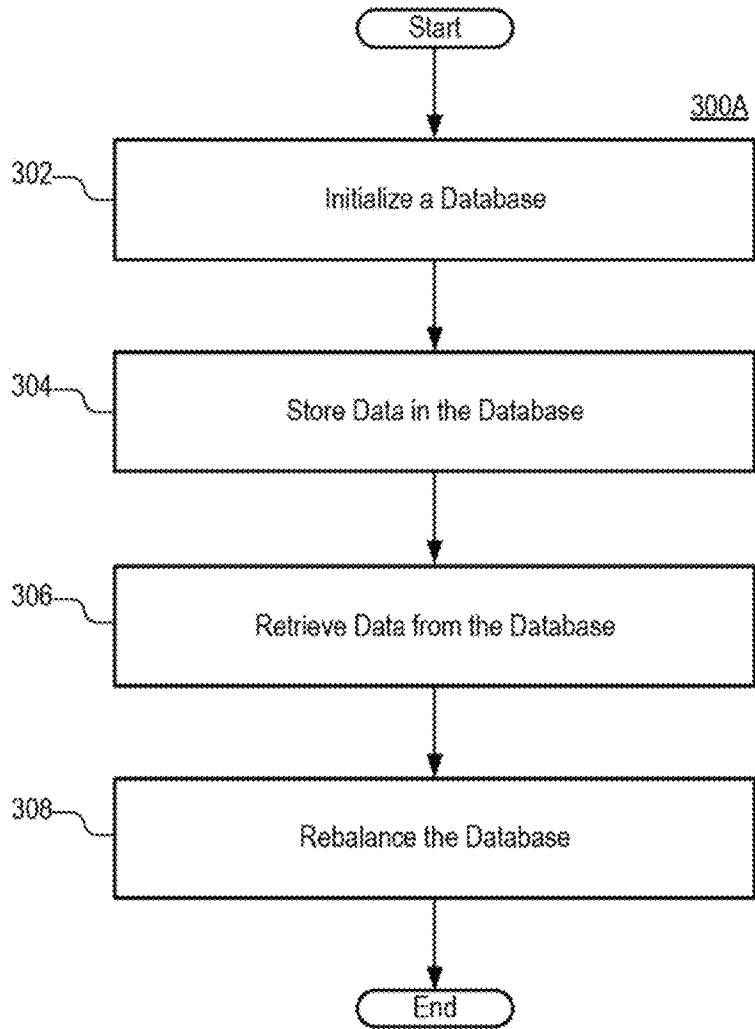 Start
300A
302
Initialize a Database
304
Store Data in the Database
306
Retrieve Data from the Database
308
Rebalance the Database
End